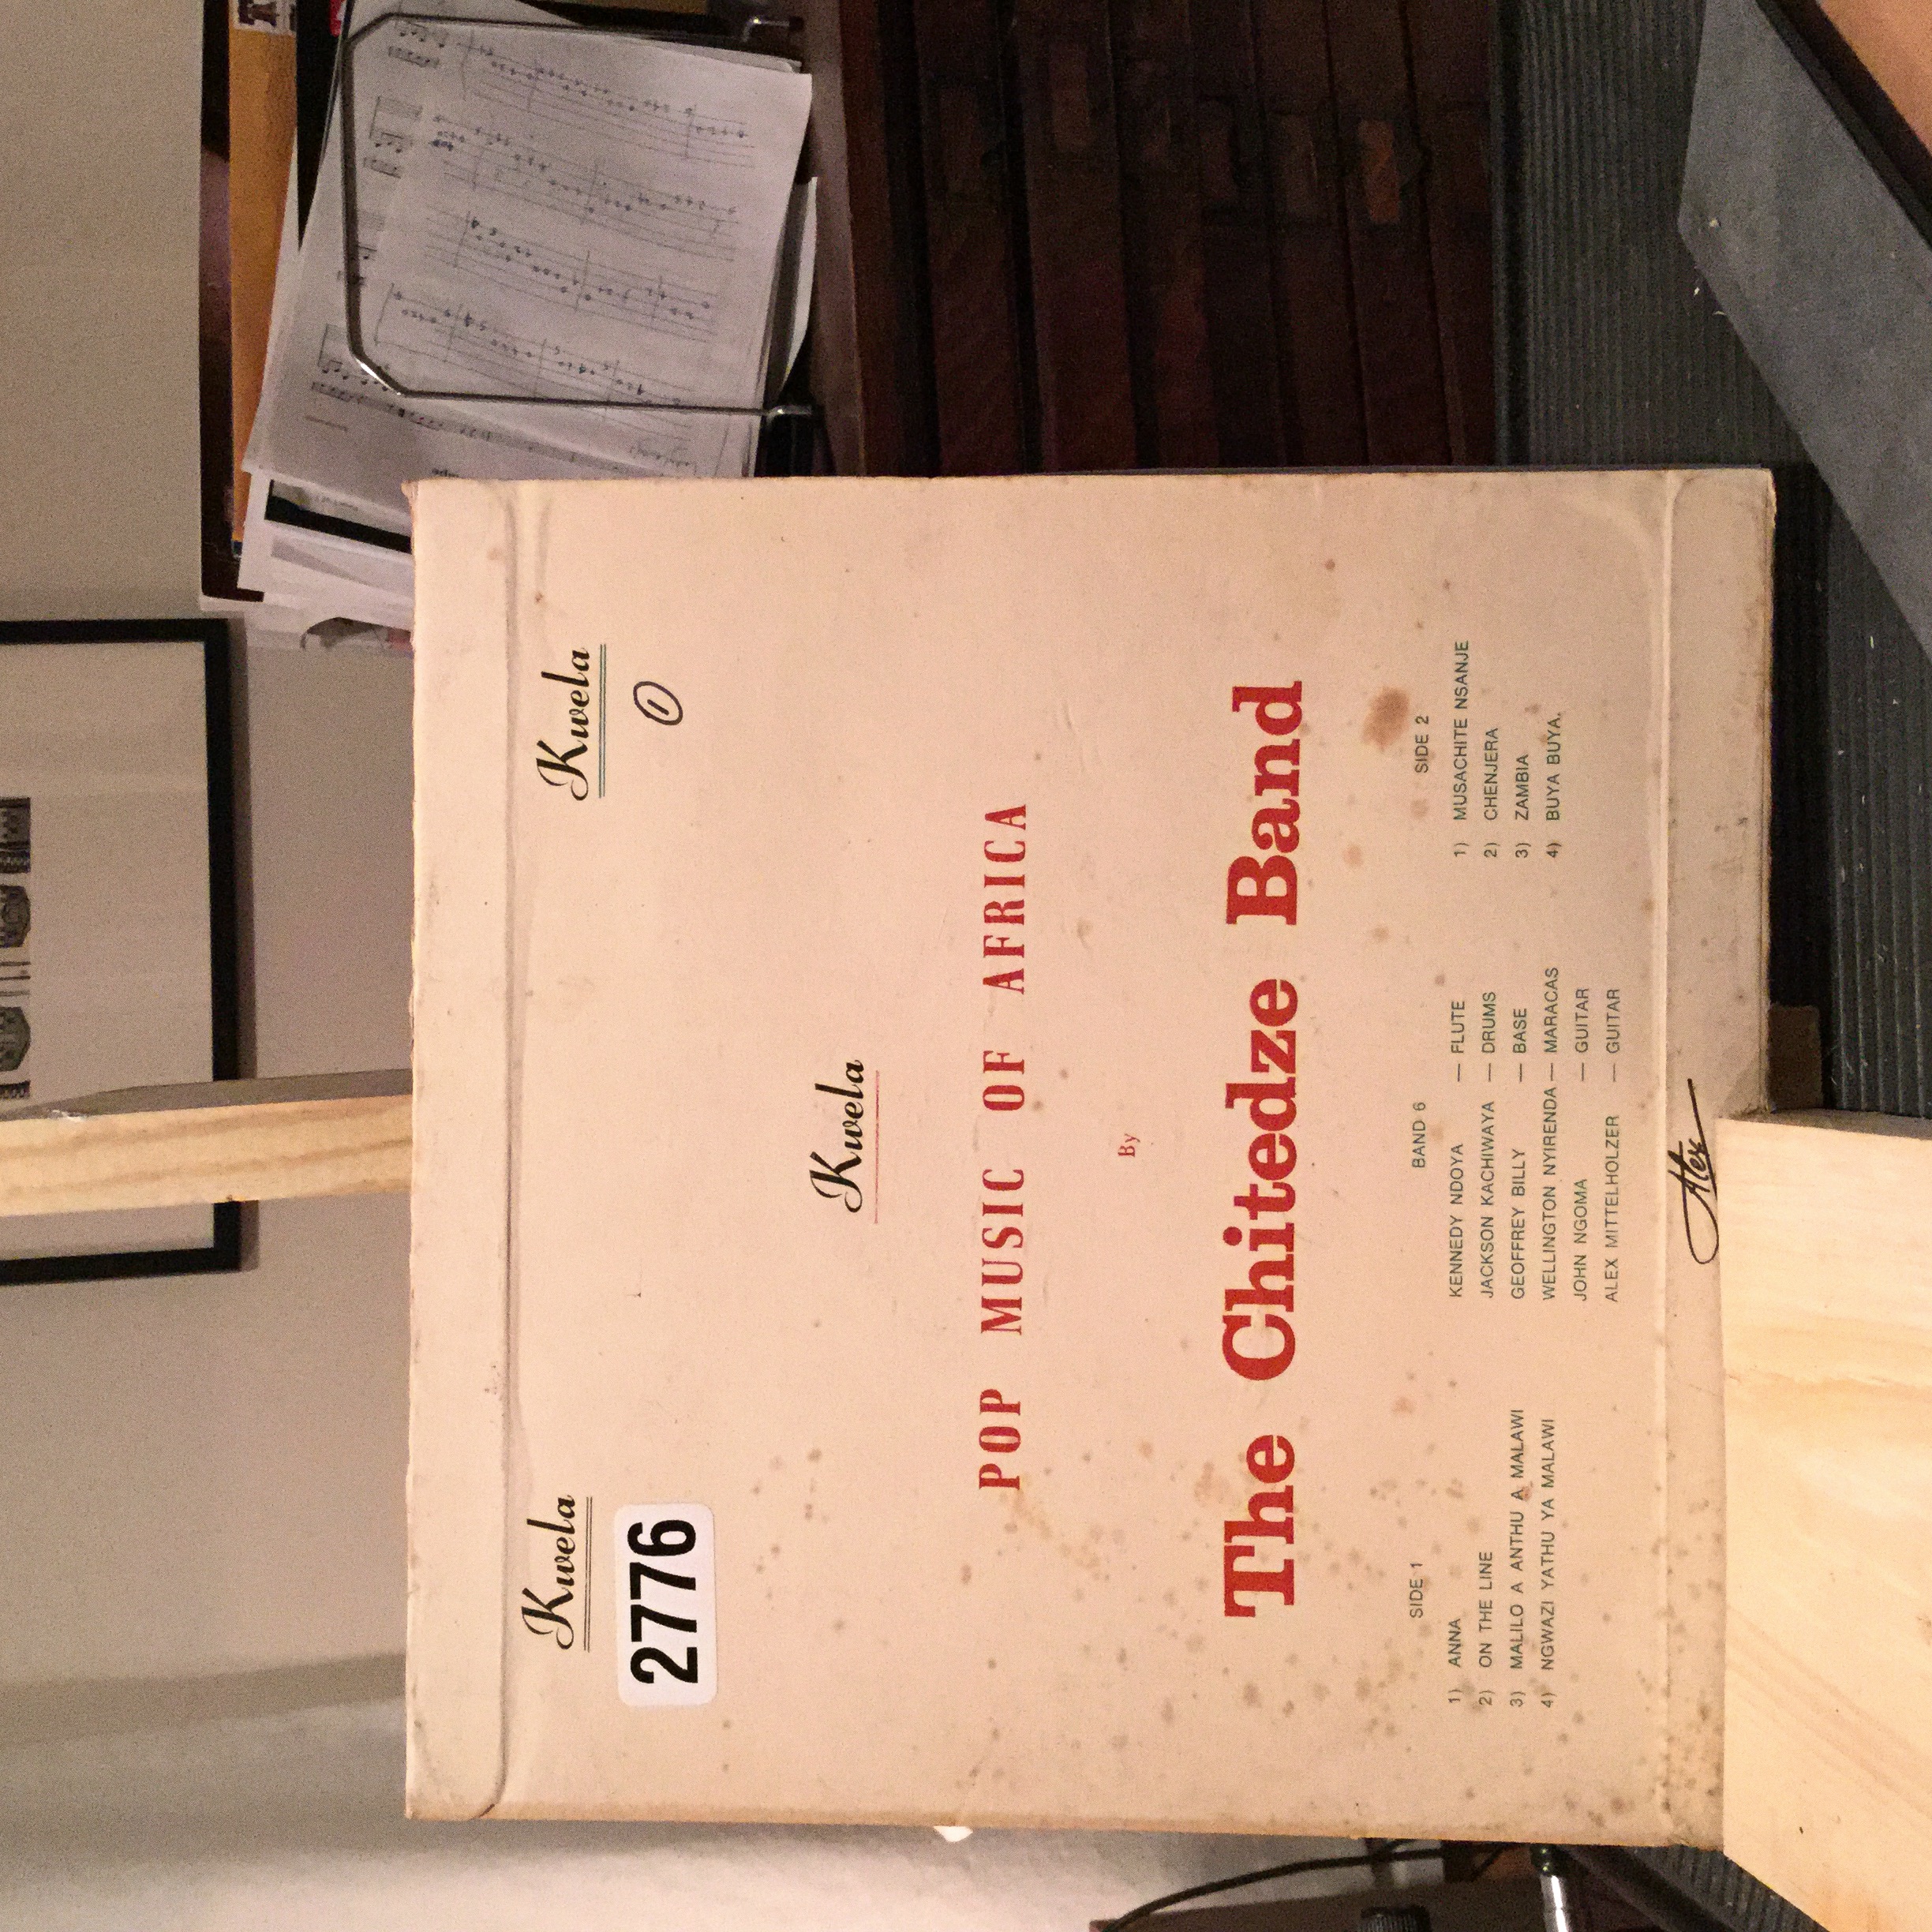 Kwela
Kwela
2776
1
Kwela
POP MUSIC OF AFRICA
By
The Chitedze Band
SIDE 1
1) ANNA
2) ON THE LINE
3) MALILO A ANTHU A MALAWI
4) NGWAZI YATHU YA MALAWI
BAND 6
KENNEDY NDOYA — FLUTE
JACKSON KACHIWAYA — DRUMS
GEOFFREY BILLY — BASE
WELLINGTON NYIRENDA — MARACAS
JOHN NGOMA — GUITAR
ALEX MITTELHOLZER — GUITAR
SIDE 2
1) MUSACHITE NSANJE
2) CHENJERA
3) ZAMBIA
4) BUYA BUYA.
Alex